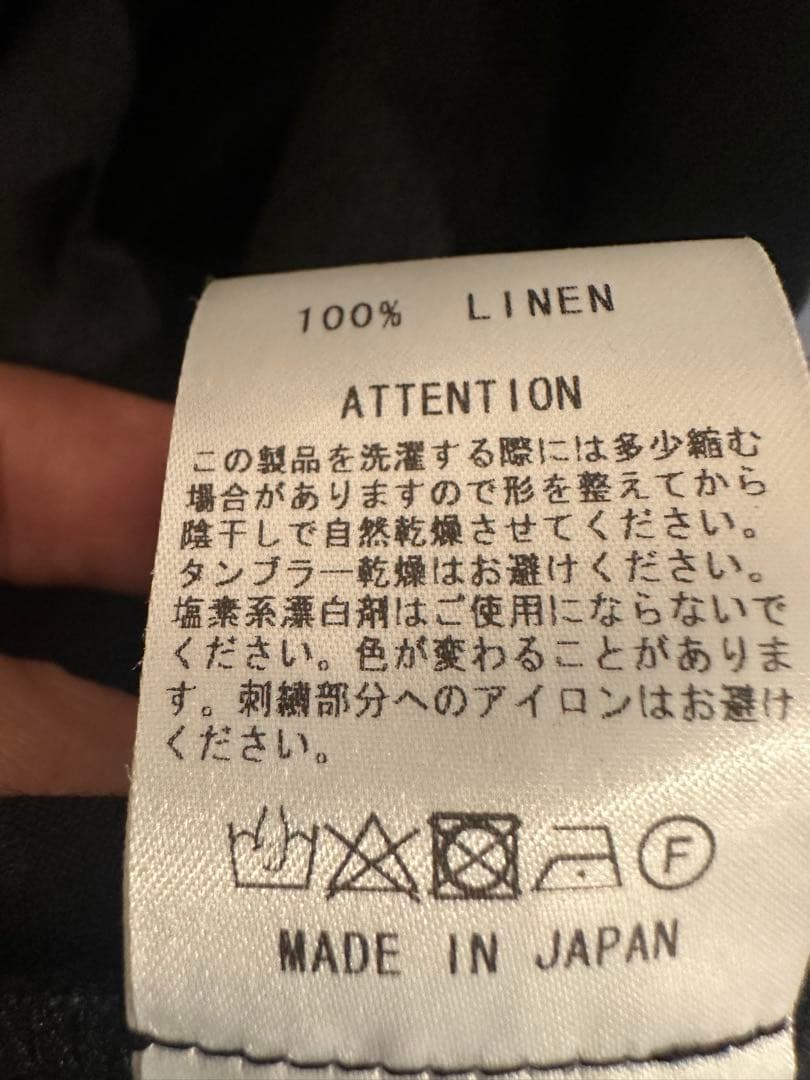 100% LINEN
ATTENTION
この製品を洗濯する際には多少縮む
場合がありますので形を整えてから
陰干しで自然乾燥させてください。
タンブラー乾燥はお避けください。
塩素系漂白剤はご使用にならないで
ください。色が変わることがありま
す。刺繍部分へのアイロンはお避け
ください。
F
MADE IN JAPAN